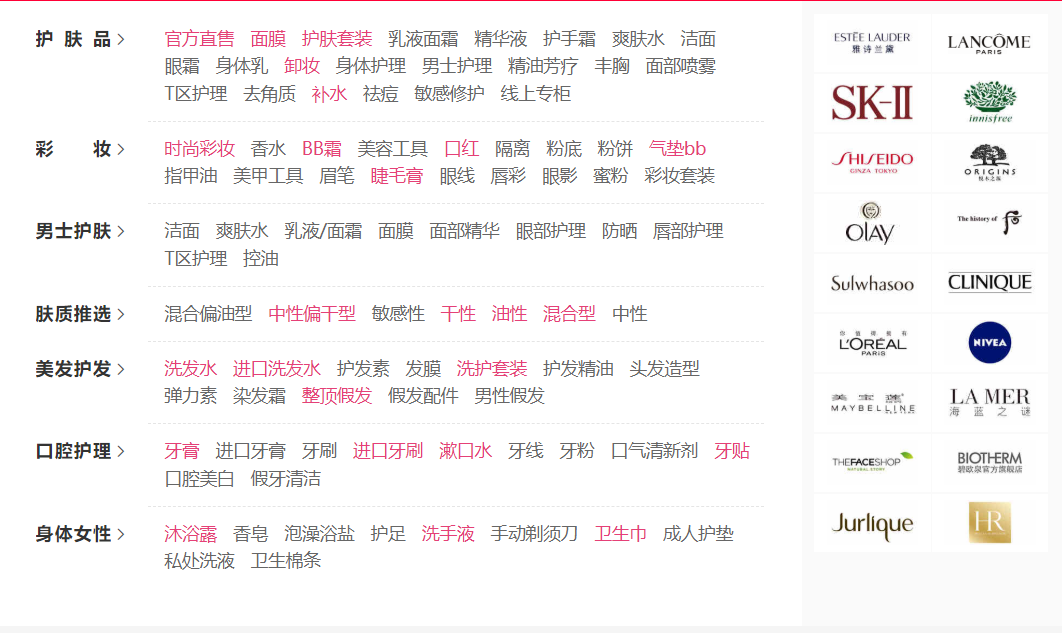 护肤品 官方直售 面膜 护肤套装 乳液面霜 精华液 护手霜 爽肤水 洁面
眼霜 身体乳 卸妆 身体护理 男士护理 精油芳疗 丰胸 面部喷雾
T区护理 去角质 补水 祛痘 敏感修护 线上专柜
彩妆 时尚彩妆 香水 BB霜 美容工具 口红 隔离 粉底 粉饼 气垫bb
指甲油 美甲工具 眉笔 睫毛膏 眼线 唇彩 眼影 蜜粉 彩妆套装
男士护肤 洁面 爽肤水 乳液/面霜 面膜 面部精华 眼部护理 防晒 唇部护理
T区护理 控油
肤质推选 混合偏油型 中性偏干型 敏感性 干性 油性 混合型 中性
美发护发 洗发水 进口洗发水 护发素 发膜 洗护套装 护发精油 头发造型
弹力素 染发霜 整顶假发 假发配件 男性假发
口腔护理 牙膏 进口牙膏 牙刷 进口牙刷 漱口水 牙线 牙粉 口气清新剂 牙贴
口腔美白 假牙清洁
身体女性 沐浴露 香皂 泡澡浴盐 护足 洗手液 手动剃须刀 卫生巾 成人护垫
私处洗液 卫生棉条
ESTĒE LAUDER
雅诗兰黛
LANCÔME
PARIS
SK-II
innisfree
SHISEIDO
GINZA TOKYO
ORIGINS
悦木之源
OLAY
The history of
Sulwhasoo
CLINIQUE
你值得拥有
L'ORÉAL
PARIS
NIVEA
美宝莲
MAYBELLINE
LA MER
海蓝之谜
THEFACESHOP
NATURAL STORY
BIOTHERM
碧欧泉官方旗舰店
Jurlique
HR